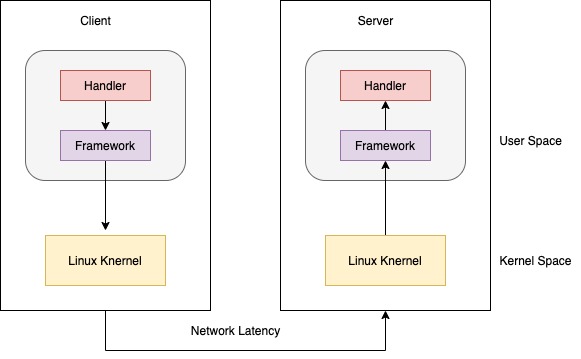 Client
Server
Handler
Handler
Framework
Framework
User Space
Linux Knernel
Linux Knernel
Kernel Space
Network Latency